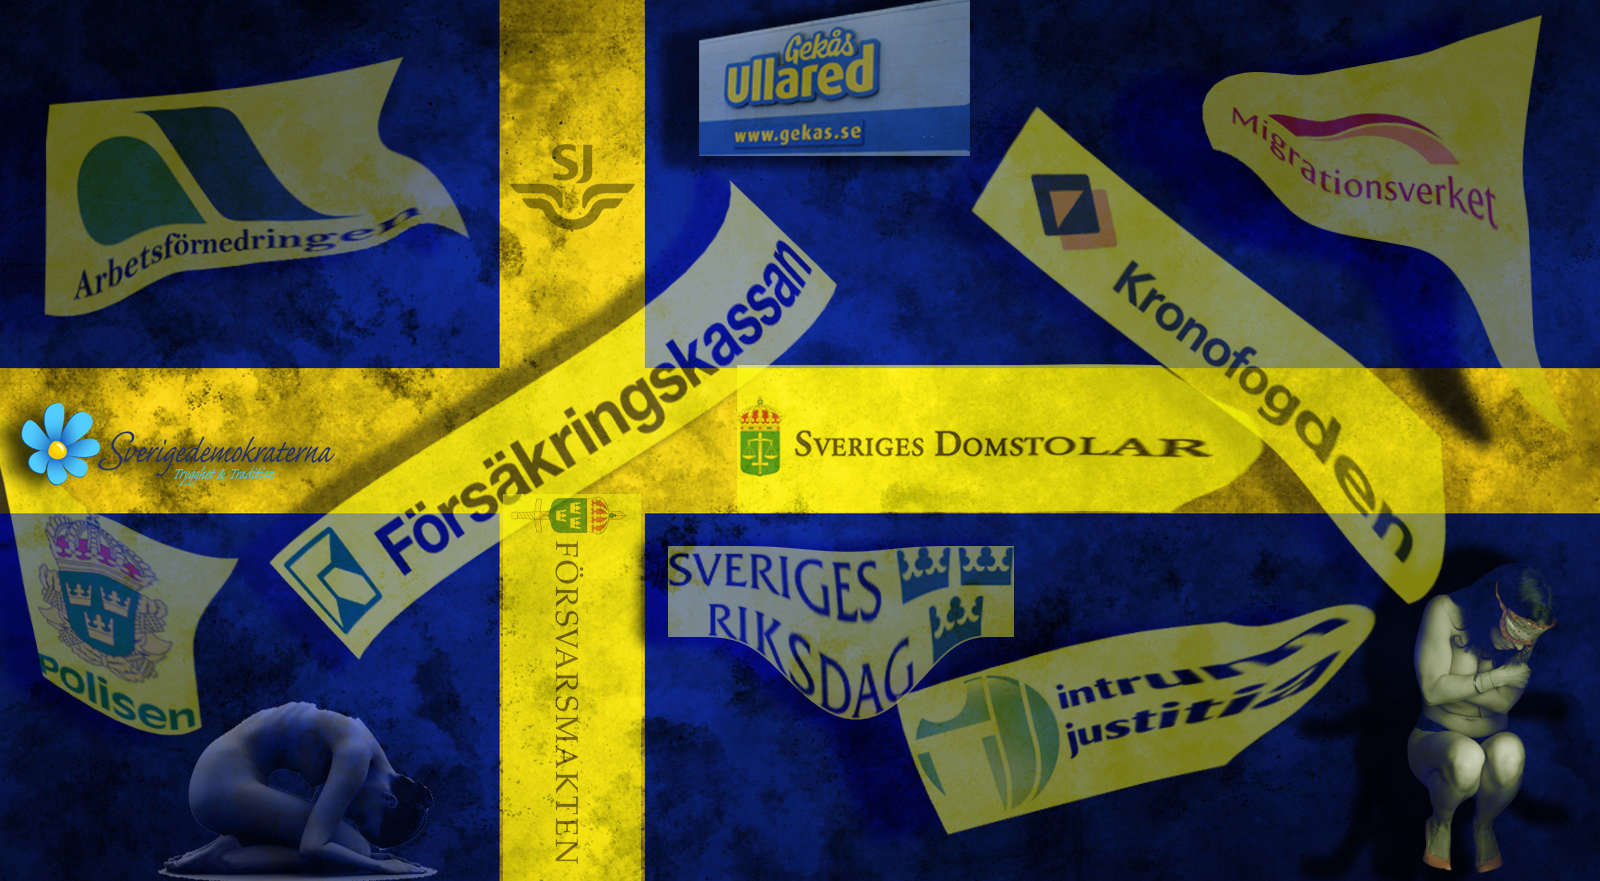 Gekås
Ullared
www.gekas.se
SJ
Migrationsverket
Arbetsförnedringen
Kronofogden
Försäkringskassan
Sverigedemokraterna
Trygghet & Tradition
SVERIGES DOMSTOLAR
Polisen
FÖRSVARSMAKTEN
SVERIGES
RIKSDAG
intrum
justitia